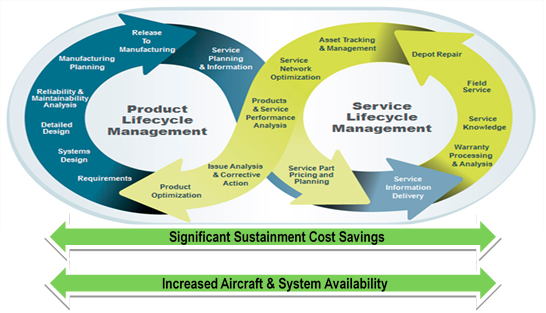 Release
To
Manufacturing
Manufacturing
Planning
Reliability &
Maintainability
Analysis
Detailed
Design
Systems
Design
Requirements
Product
Lifecycle
Management
Service
Planning
& Information
Asset Tracking
& Management
Service
Network
Optimization
Products
& Service
Performance
Analysis
Issue Analysis
& Corrective
Action
Product
Optimization
Service
Lifecycle
Management
Depot Repair
Field
Service
Service
Knowledge
Warranty
Processing
& Analysis
Service Part
Pricing and
Planning
Service
Information
Delivery
Significant Sustainment Cost Savings
Increased Aircraft & System Availability